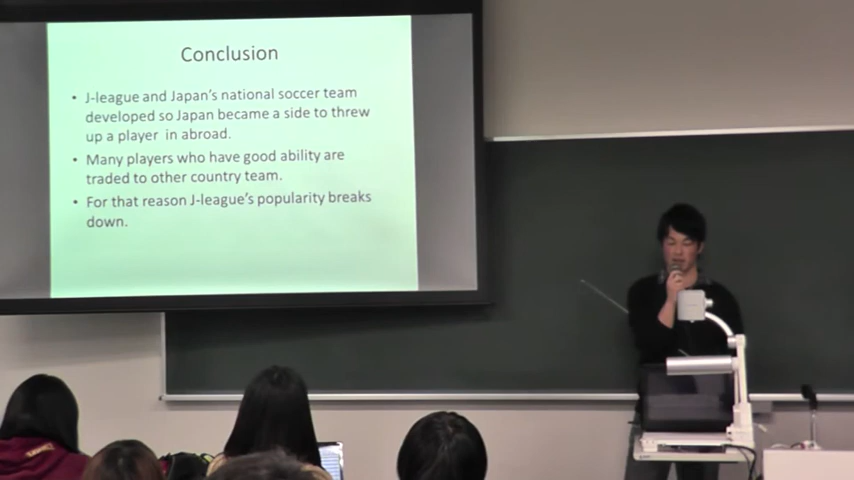 Conclusion
• J-league and Japan's national soccer team
developed so Japan became a side to threw
up a player in abroad.
• Many players who have good ability are
traded to other country team.
• For that reason J-league's popularity breaks
down.